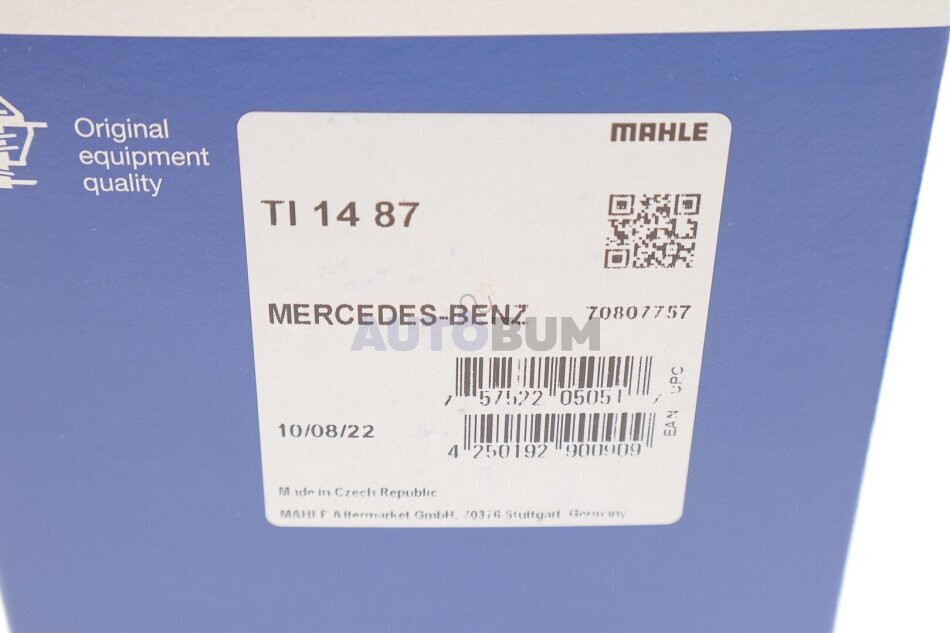 Original
equipment
quality
MAHLE
TI 14 87
MERCEDES-BENZ 70807757
AUTOBUM
7 57522 05051 7
UPC
10/08/22
4 250192 900909
EAN
Made in Czech Republic
MAHLE Aftermarket GmbH, 70376 Stuttgart, Germany